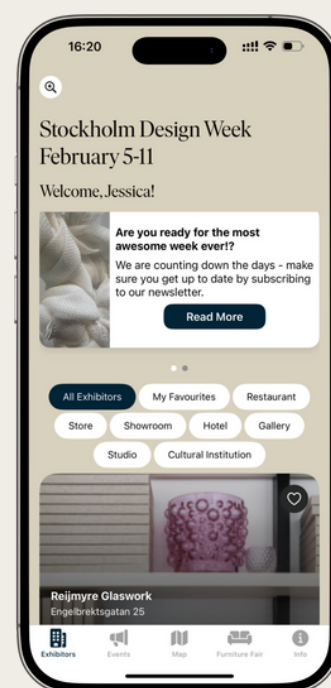 16:20
Stockholm Design Week
February 5-11
Welcome, Jessica!
Are you ready for the most
awesome week ever!?
We are counting down the days - make
sure you get up to date by subscribing
to our newsletter.
Read More
All Exhibitors
My Favourites
Restaurant
Store
Showroom
Hotel
Gallery
Studio
Cultural Institution
Reijmyre Glaswork
Engelbrektsgatan 25
Exhibitors
Events
Map
Furniture Fair
Info